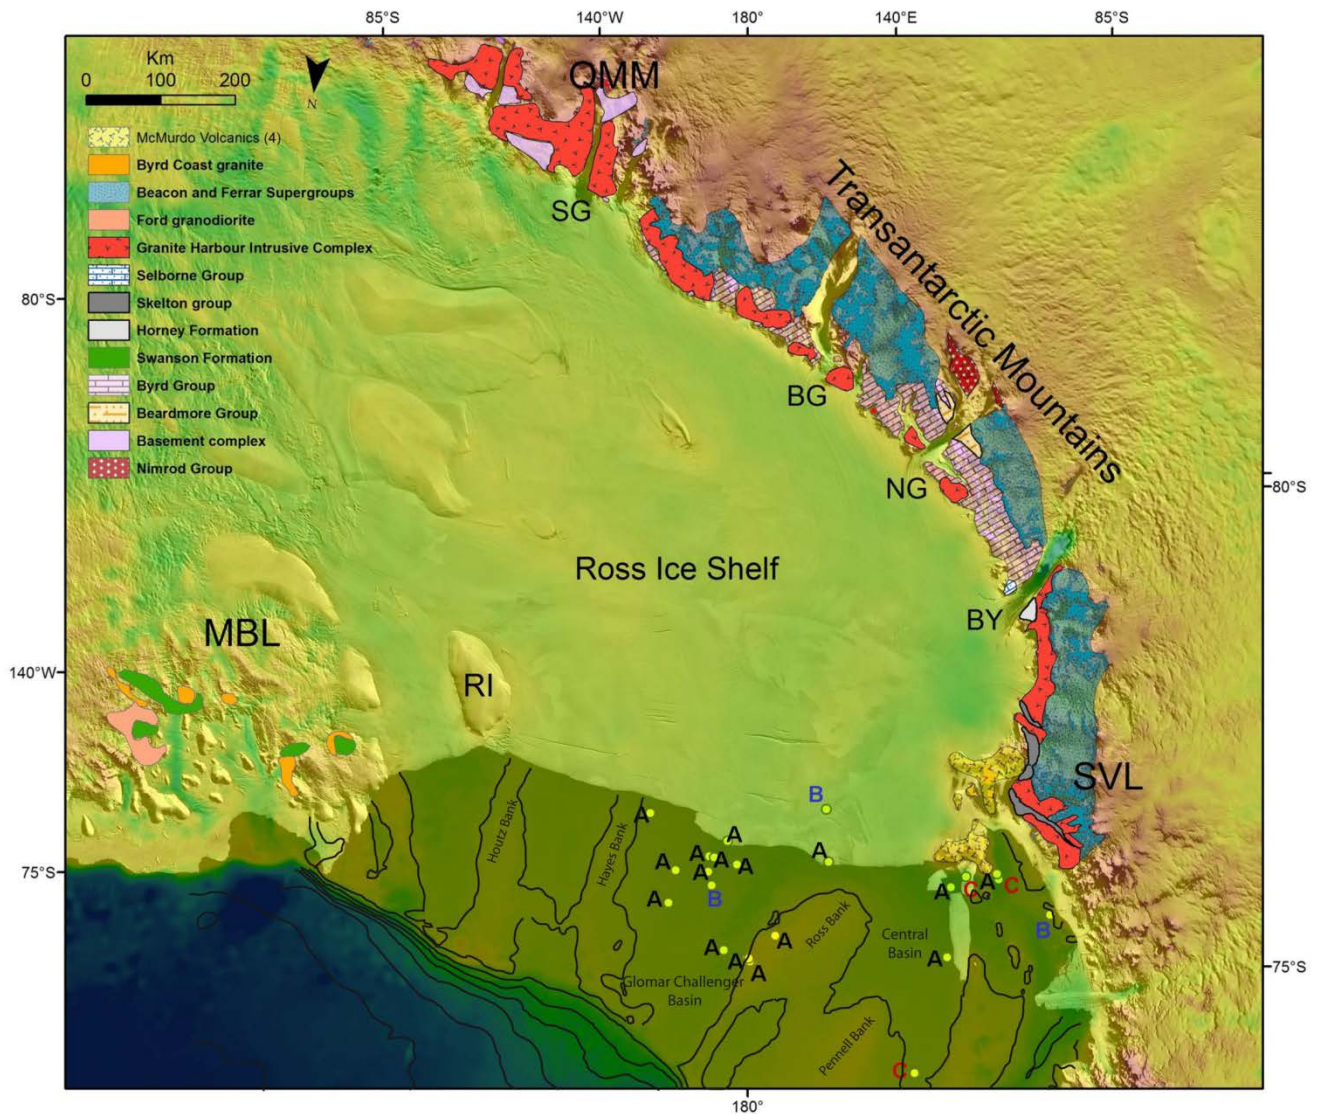 85°S
140°W
180°
140°E
85°S
Km
0
100
200
N
QMM
McMurdo Volcanics (4)
Byrd Coast granite
Beacon and Ferrar Supergroups
Ford granodiorite
Granite Harbour Intrusive Complex
Selborne Group
Skelton group
Horney Formation
Swanson Formation
Byrd Group
Beardmore Group
Basement complex
Nimrod Group
SG
Transantarctic Mountains
80°S
BG
NG
80°S
Ross Ice Shelf
BY
MBL
140°W
RI
SVL
B
A
Houtz Bank
Hayes Bank
A
A
A
A
A
A
A
75°S
A
B
A
A
C
A
C
Ross Bank
B
A
A
A
A
Central
Basin
A
75°S
Glomar Challenger
Basin
Pennell Bank
C
180°